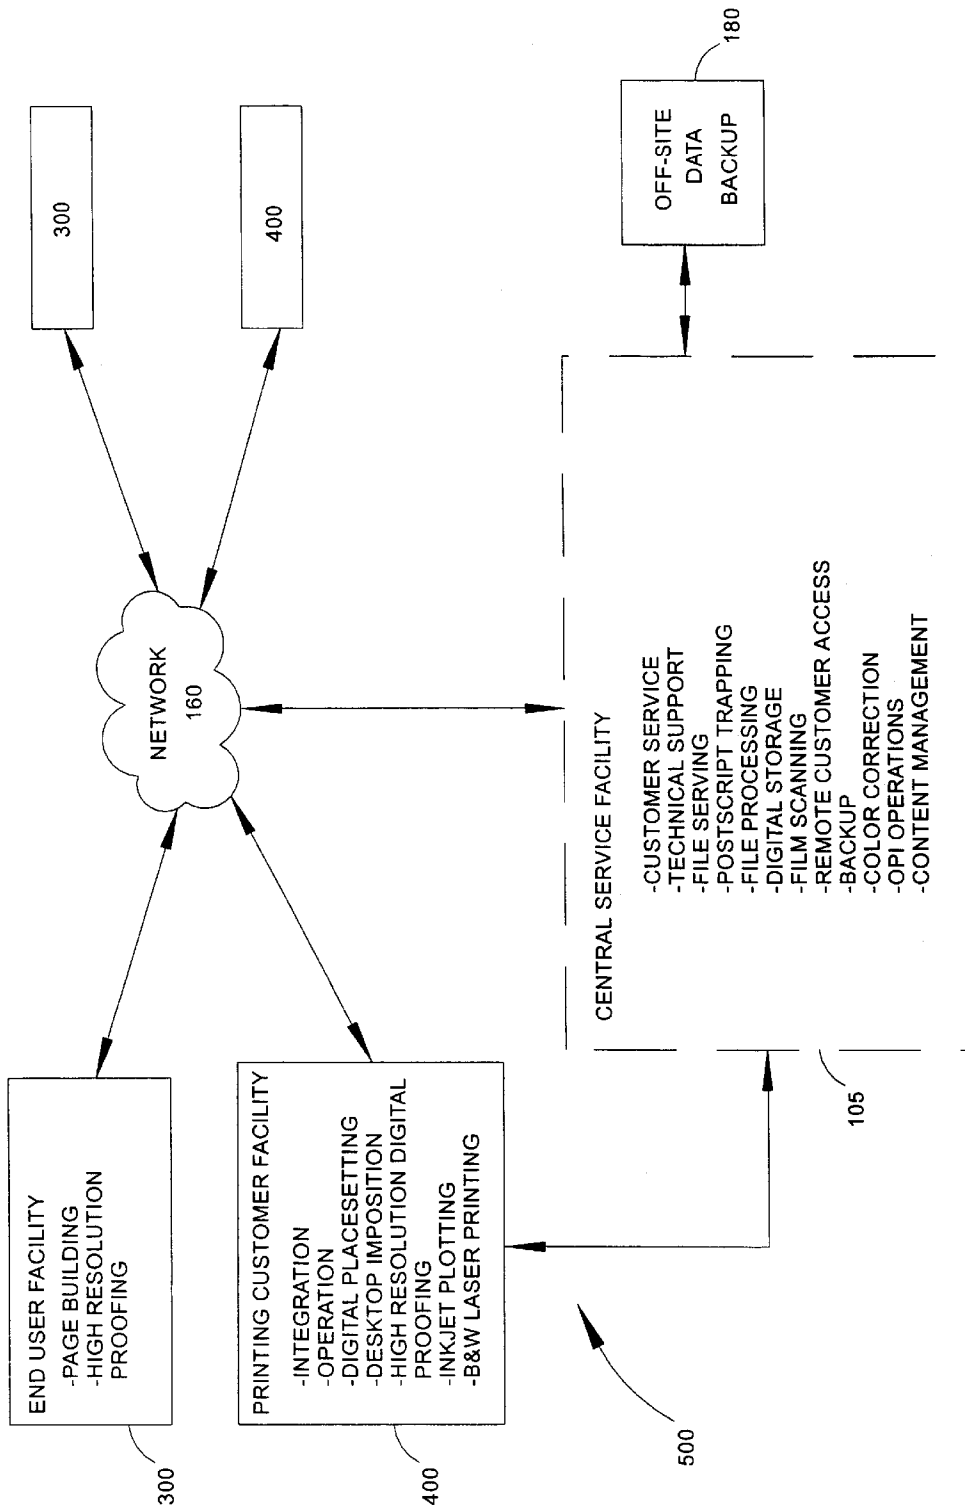 END USER FACILITY
-PAGE BUILDING
-HIGH RESOLUTION
PROOFING
300
PRINTING CUSTOMER FACILITY
-INTEGRATION
-OPERATION
-DIGITAL PLACESETTING
-DESKTOP IMPOSITION
-HIGH RESOLUTION DIGITAL
PROOFING
-INKJET PLOTTING
-B&W LASER PRINTING
400
500
NETWORK
160
300
400
CENTRAL SERVICE FACILITY
-CUSTOMER SERVICE
-TECHNICAL SUPPORT
-FILE SERVING
-POSTSCRIPT TRAPPING
-FILE PROCESSING
-DIGITAL STORAGE
-FILM SCANNING
-REMOTE CUSTOMER ACCESS
-BACKUP
-COLOR CORRECTION
-OPI OPERATIONS
-CONTENT MANAGEMENT
105
OFF-SITE
DATA
BACKUP
180